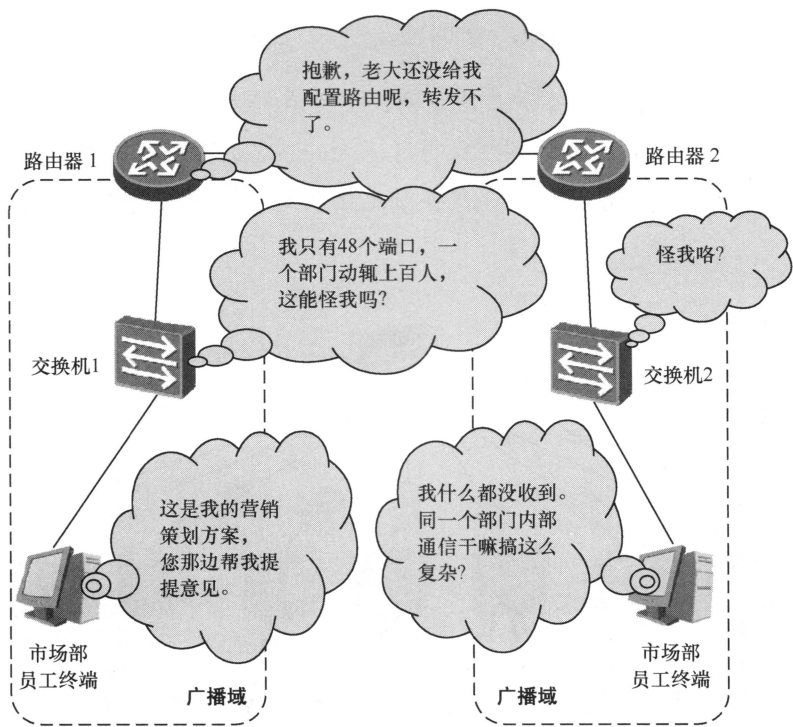 抱歉，老大还没给我
配置路由呢，转发不
了。
路由器 1
路由器 2
我只有48个端口，一
个部门动辄上百人，
这能怪我吗?
怪我咯?
交换机1
交换机2
这是我的营销
策划方案，
您那边帮我提
提意见。
我什么都没收到。
同一个部门内部
通信干嘛搞这么
复杂?
市场部
员工终端
广播域
广播域
市场部
员工终端